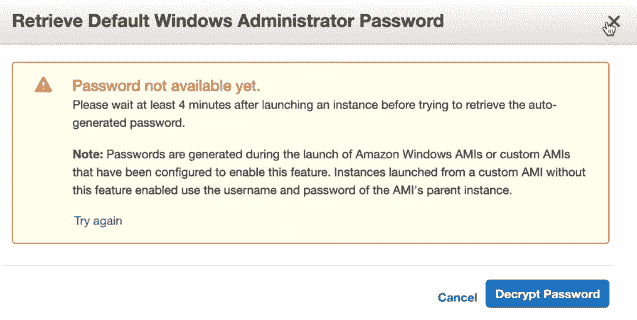 Retrieve Default Windows Administrator Password
Password not available yet.
Please wait at least 4 minutes after launching an instance before trying to retrieve the auto-
generated password.
Note: Passwords are generated during the launch of Amazon Windows AMIs or custom AMIs
that have been configured to enable this feature. Instances launched from a custom AMI without
this feature enabled use the username and password of the AMI's parent instance.
Try again
Cancel
Decrypt Password